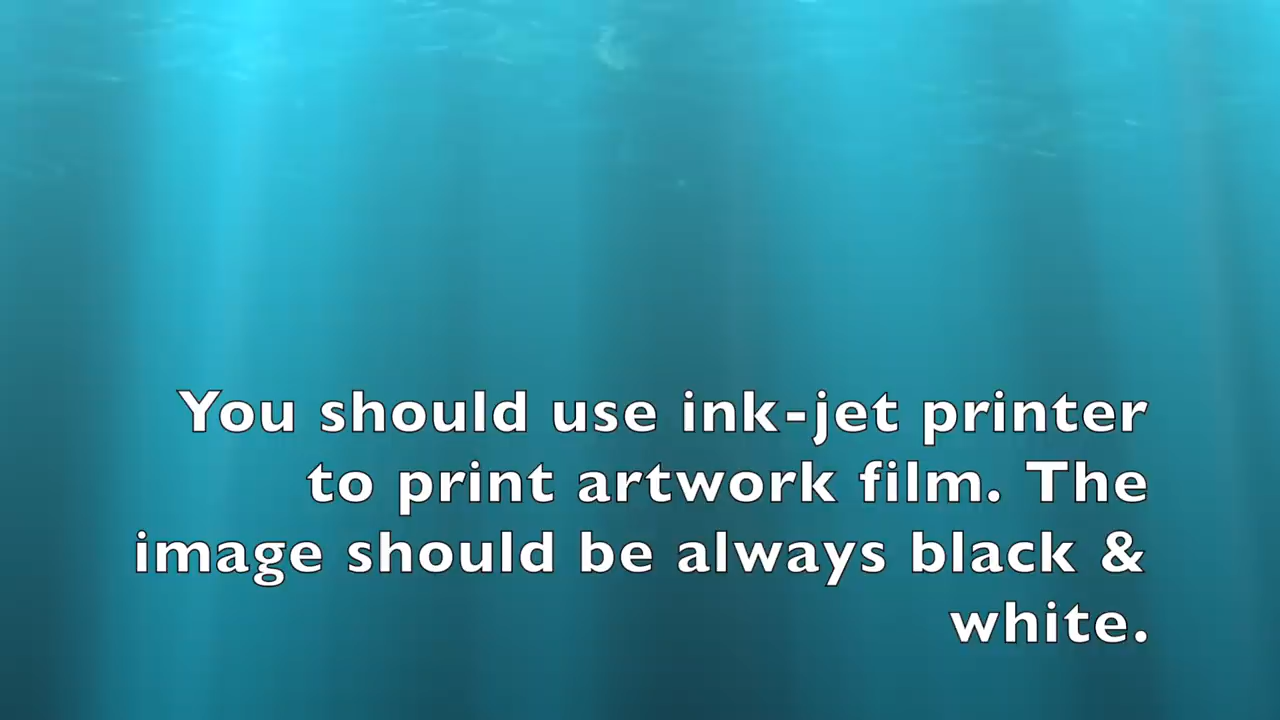 You should use ink-jet printer
to print artwork film. The
image should be always black &
white.